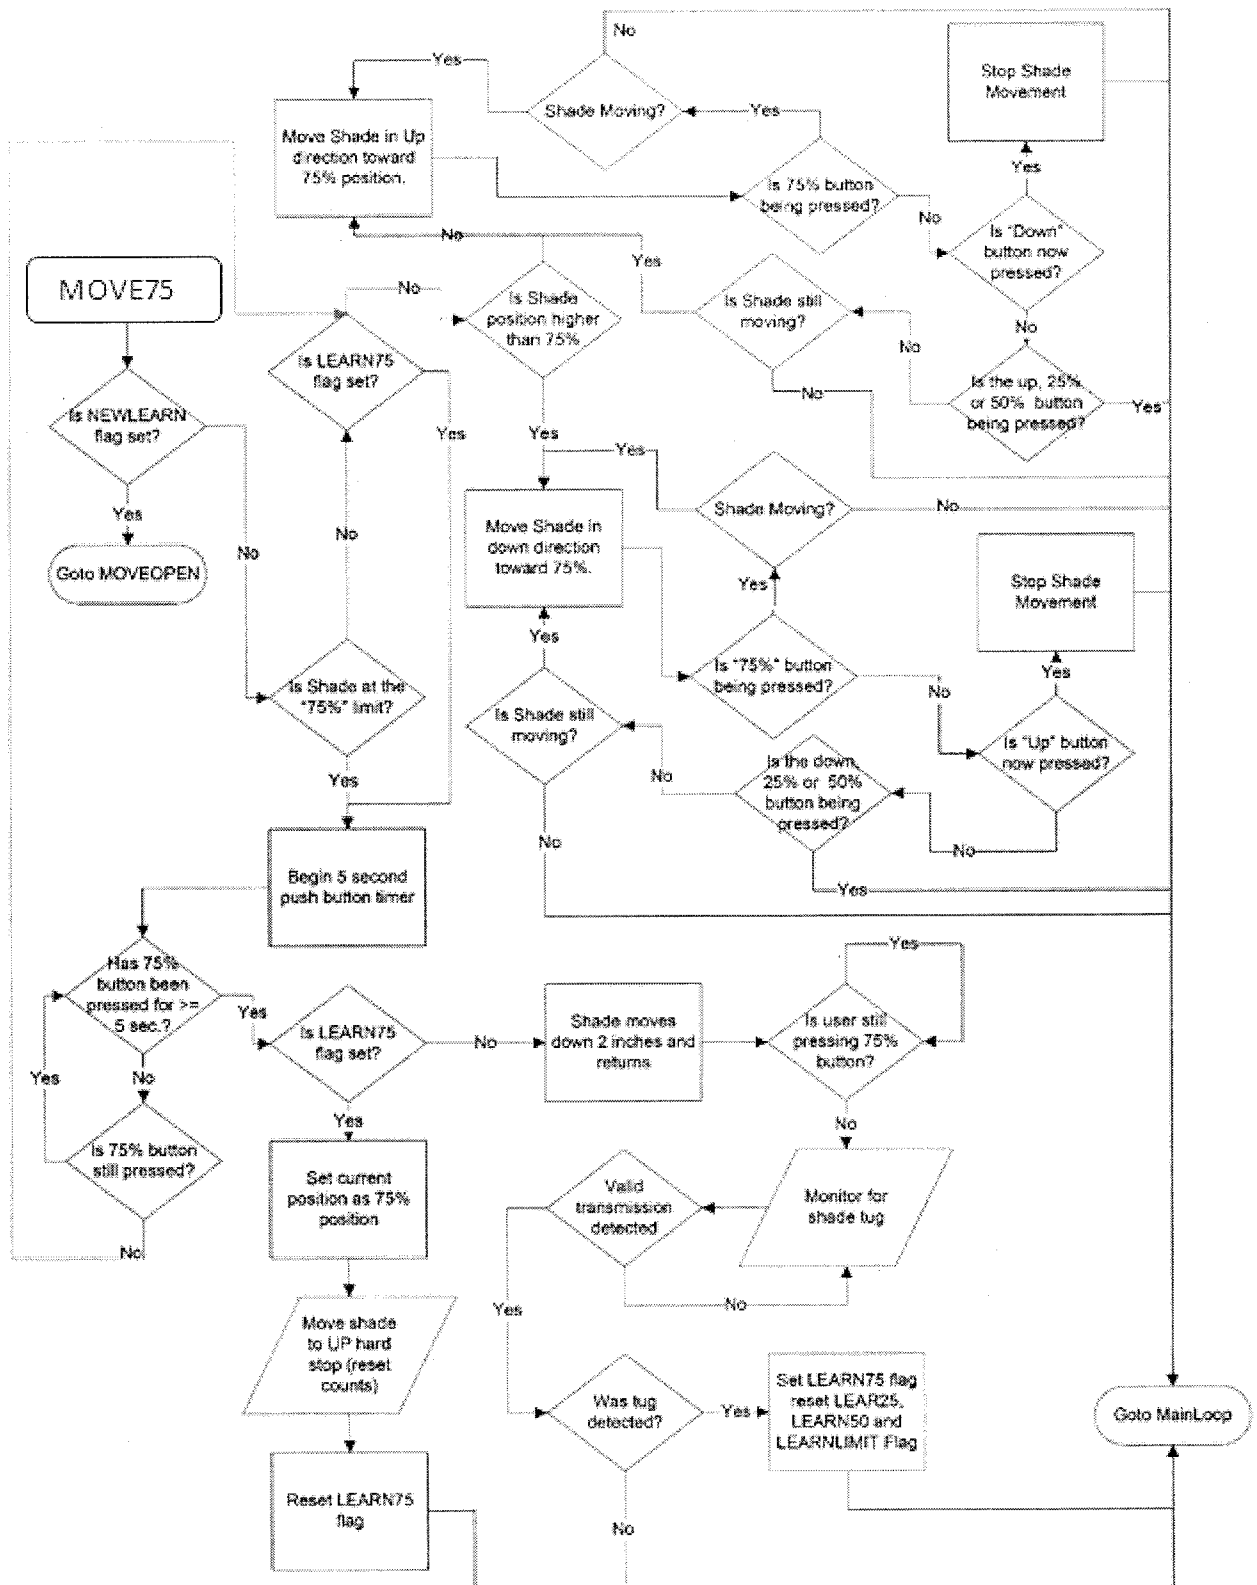 No
Yes
Shade Moving?
Yes
Stop Shade
Movement
Move Shade in Up
direction toward
75% position.
Is 75% button
being pressed?
Yes
No
Is "Down"
button now
pressed?
No
Yes
MOVE75
No
Is Shade
position higher
than 75%
Is Shade still
moving?
No
No
Is LEARN75
flag set?
No
Is the up, 25%
or 50% button
being pressed?
Yes
Is NEWLEARN
flag set?
Yes
Yes
Yes
Shade Moving?
No
Yes
No
No
Move Shade in
down direction
toward 75%.
Goto MOVEOPEN
Stop Shade
Movement
Yes
Yes
Is "75%" button
being pressed?
Yes
No
Is Shade at the
"75%" limit?
Is Shade still
moving?
Is "Up" button
now pressed?
Yes
No
Is the down,
25% or 50%
button being
pressed?
No
No
Yes
Begin 5 second
push button timer
Has 75%
button been
pressed for >=
5 sec.?
Yes
Is LEARN75
flag set?
No
Shade moves
down 2 inches and
returns
Yes
Is user still
pressing 75%
button?
Yes
No
Yes
No
Is 75% button
still pressed?
No
Set current
position as 75%
position
Valid
transmission
detected
Monitor for
shade tug
Yes
No
Move shade
to UP hard
stop (reset
counts)
Was tug
detected?
Yes
Set LEARN75 flag
reset LEAR25,
LEARN50 and
LEARNLIMIT Flag
Goto MainLoop
Reset LEARN75
flag
No